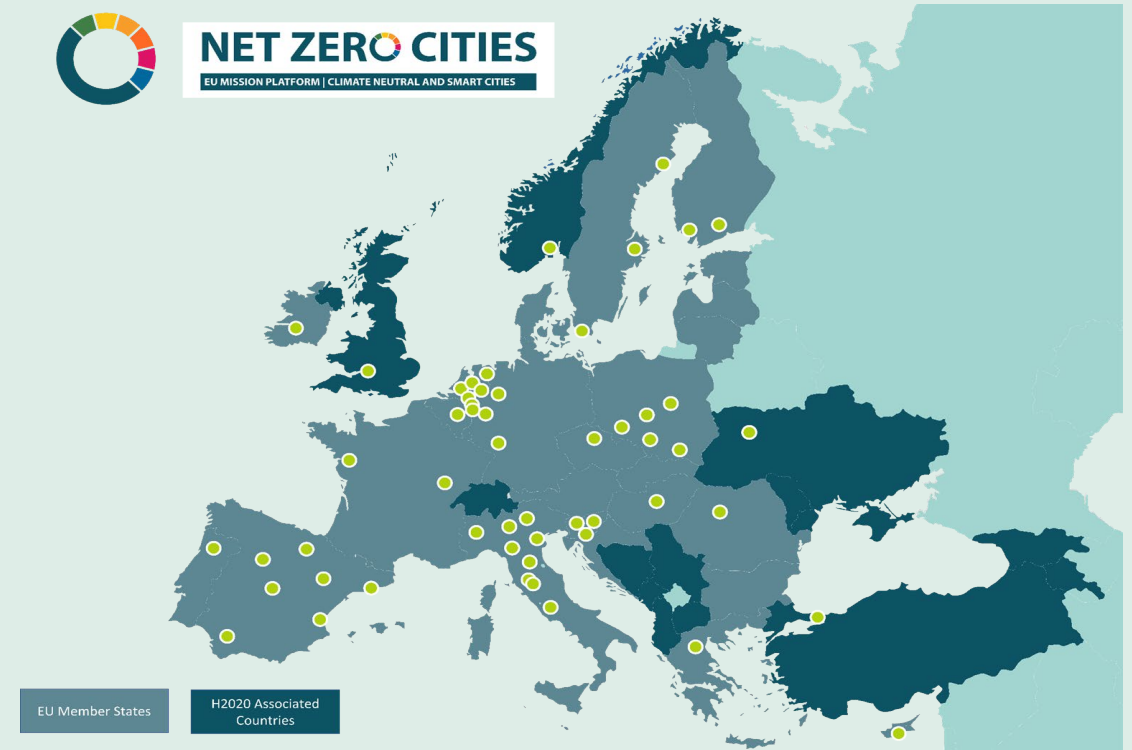 NET ZERO CITIES
EU MISSION PLATFORM | CLIMATE NEUTRAL AND SMART CITIES
EU Member States
H2020 Associated
Countries